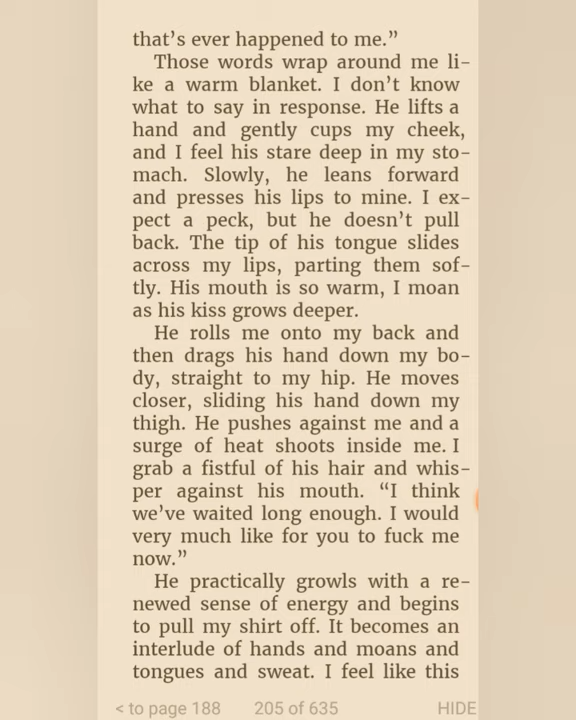 that’s ever happened to me.”
Those words wrap around me li-
ke a warm blanket. I don’t know
what to say in response. He lifts a
hand and gently cups my cheek,
and I feel his stare deep in my sto-
mach. Slowly, he leans forward
and presses his lips to mine. I ex-
pect a peck, but he doesn’t pull
back. The tip of his tongue slides
across my lips, parting them sof-
tly. His mouth is so warm, I moan
as his kiss grows deeper.
He rolls me onto my back and
then drags his hand down my bo-
dy, straight to my hip. He moves
closer, sliding his hand down my
thigh. He pushes against me and a
surge of heat shoots inside me. I
grab a fistful of his hair and whis-
per against his mouth. “I think
we’ve waited long enough. I would
very much like for you to fuck me
now.”
He practically growls with a re-
newed sense of energy and begins
to pull my shirt off. It becomes an
interlude of hands and moans and
tongues and sweat. I feel like this
< to page 188 205 of 635 HIDE